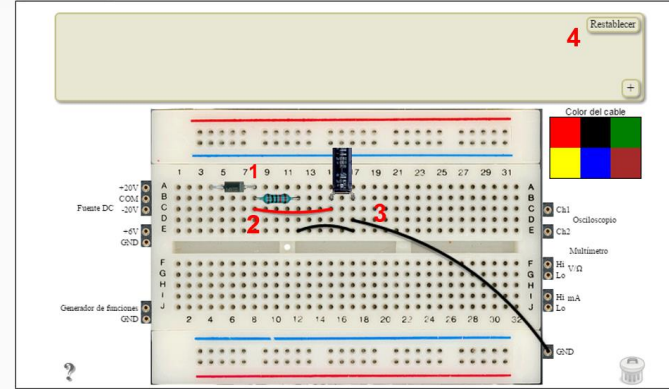 Restablecer
4
+
Color del cable
1
1 3 5 7 9 11 13 15 17 19 21 23 25 27 29 31
A A
B B
C C
D D
E E
+20V
COM
Fuente DC -20V
+6V
GND
2
3
Ch1
Osciloscopio
Ch2
Multímetro
F F
G G
H H
I I
J J
Hi
V/Ω
Lo
Hi mA
Lo
Generador de funciones
GND
2 4 6 8 10 12 14 16 18 20 22 24 26 28 30 32
GND
?